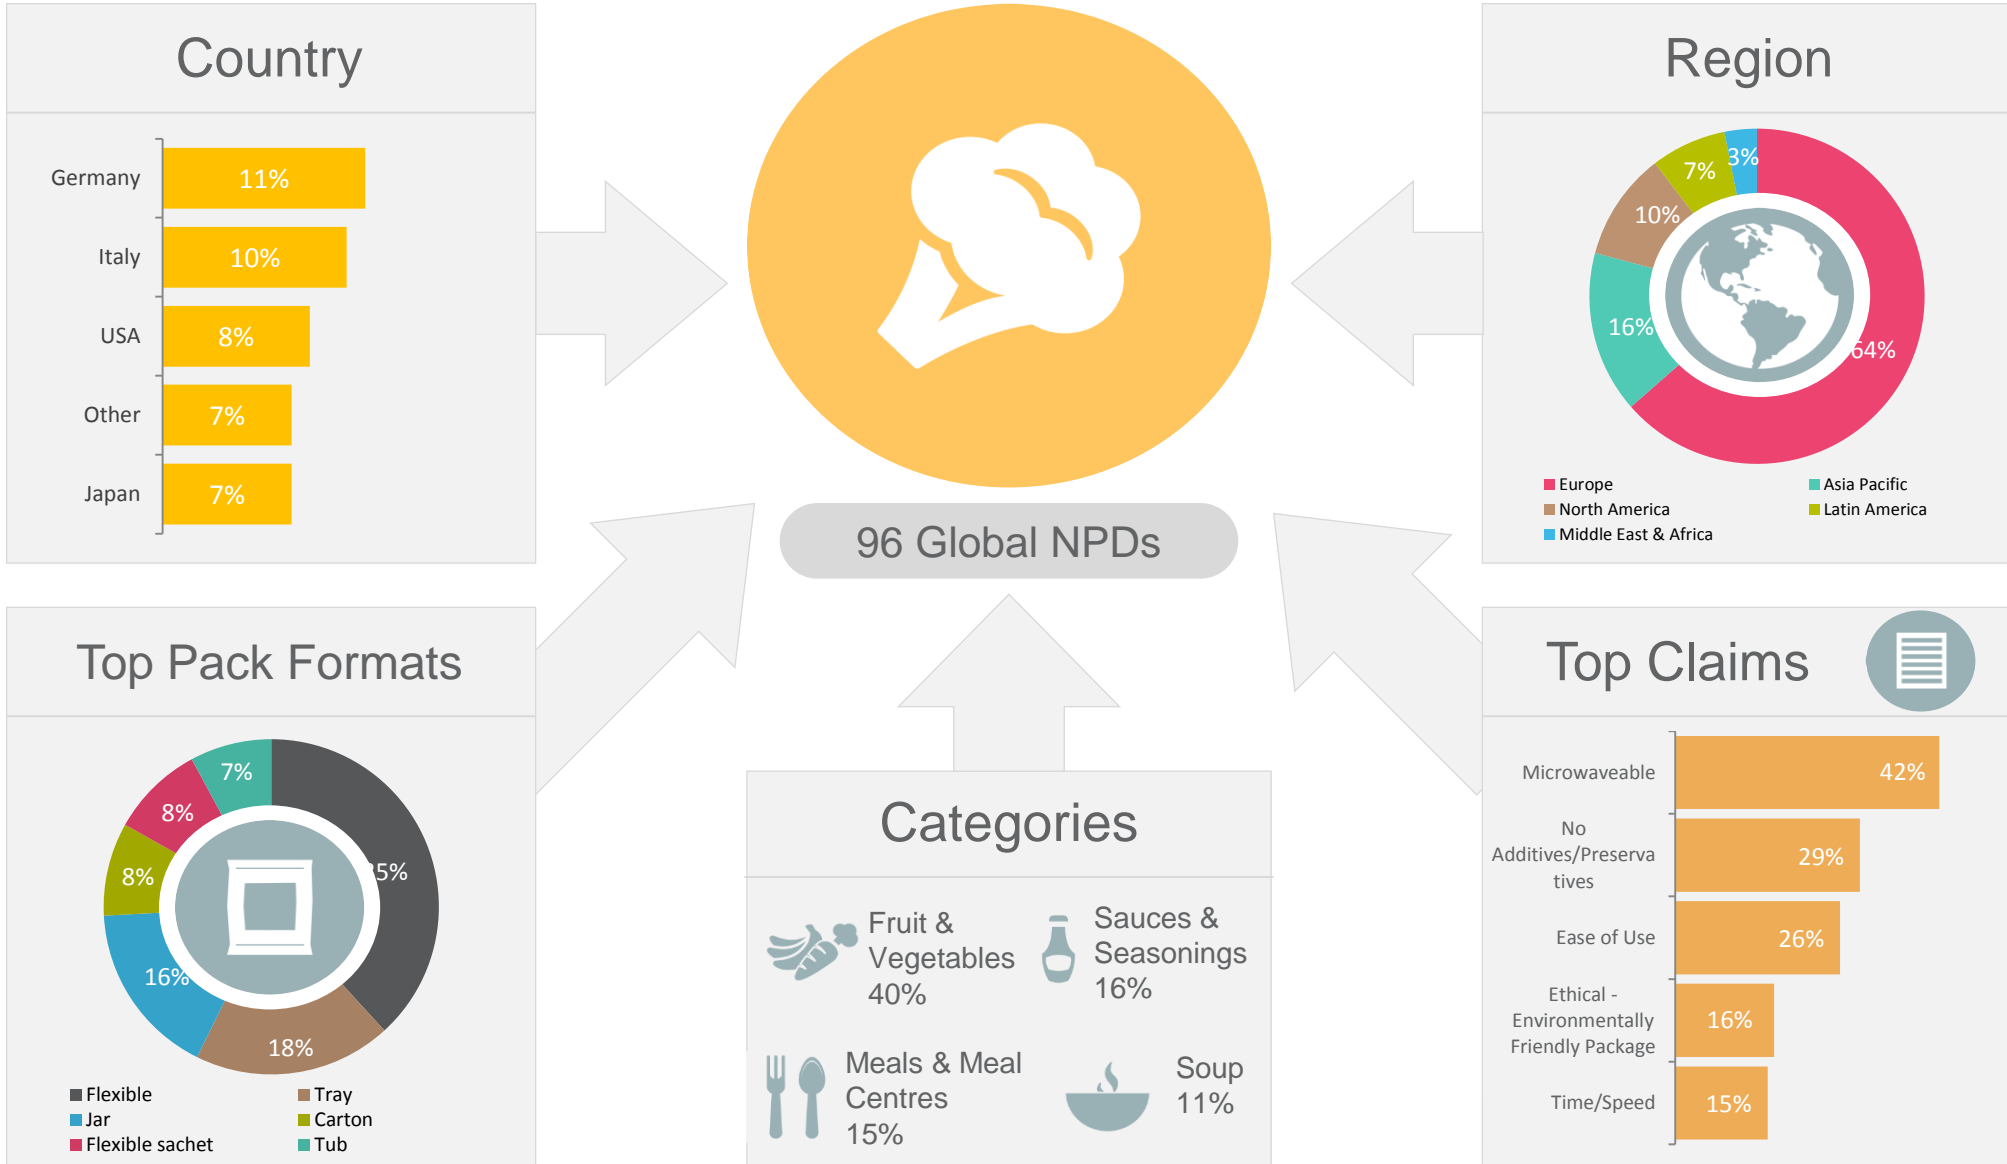 Country
Germany 11%
Italy 10%
USA 8%
Other 7%
Japan 7%
96 Global NPDs
Region
3%
7%
10%
16%
64%
Europe Asia Pacific
North America Latin America
Middle East & Africa
Top Pack Formats
7%
8%
8%
16%
18%
Flexible Tray
Jar Carton
Flexible sachet Tub
Categories
Fruit &
Vegetables
40%
Sauces &
Seasonings
16%
Meals & Meal
Centres
15%
Soup
11%
Top Claims
Microwaveable 42%
No
Additives/Preserva
tives
29%
Ease of Use 26%
Ethical -
Environmentally
Friendly Package
16%
Time/Speed 15%